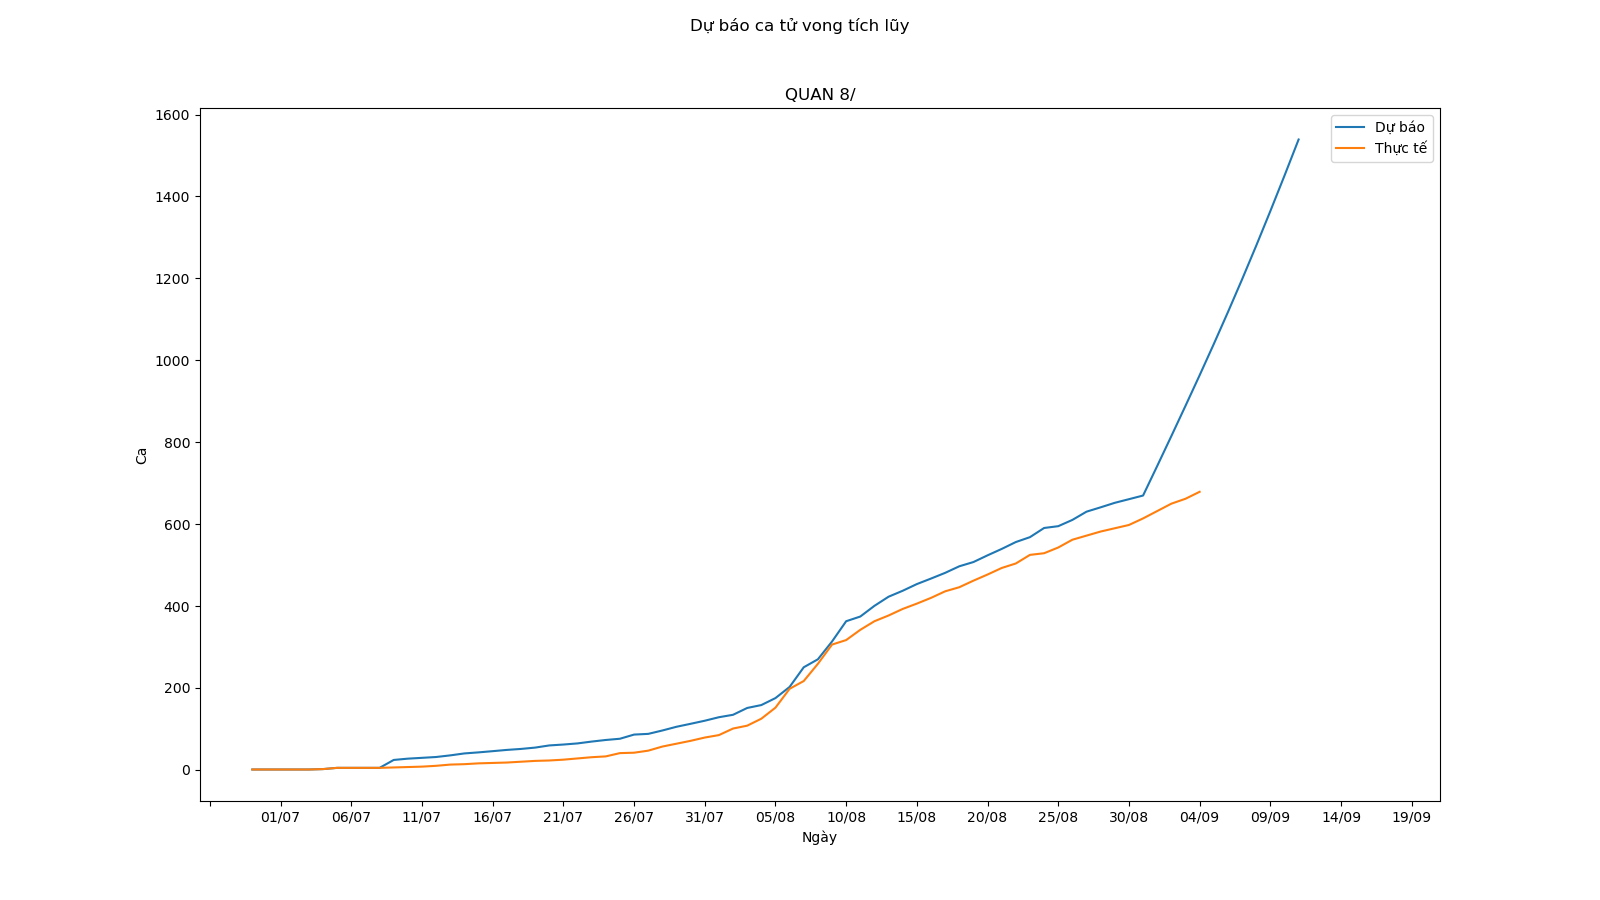 Dự báo ca tử vong tích lũy
QUAN 8/
1600
1400
1200
1000
800
600
400
200
0
Ca
Dự báo
Thực tế
01/07 06/07 11/07 16/07 21/07 26/07 31/07 05/08 10/08 15/08 20/08 25/08 30/08 04/09 09/09 14/09 19/09
Ngày